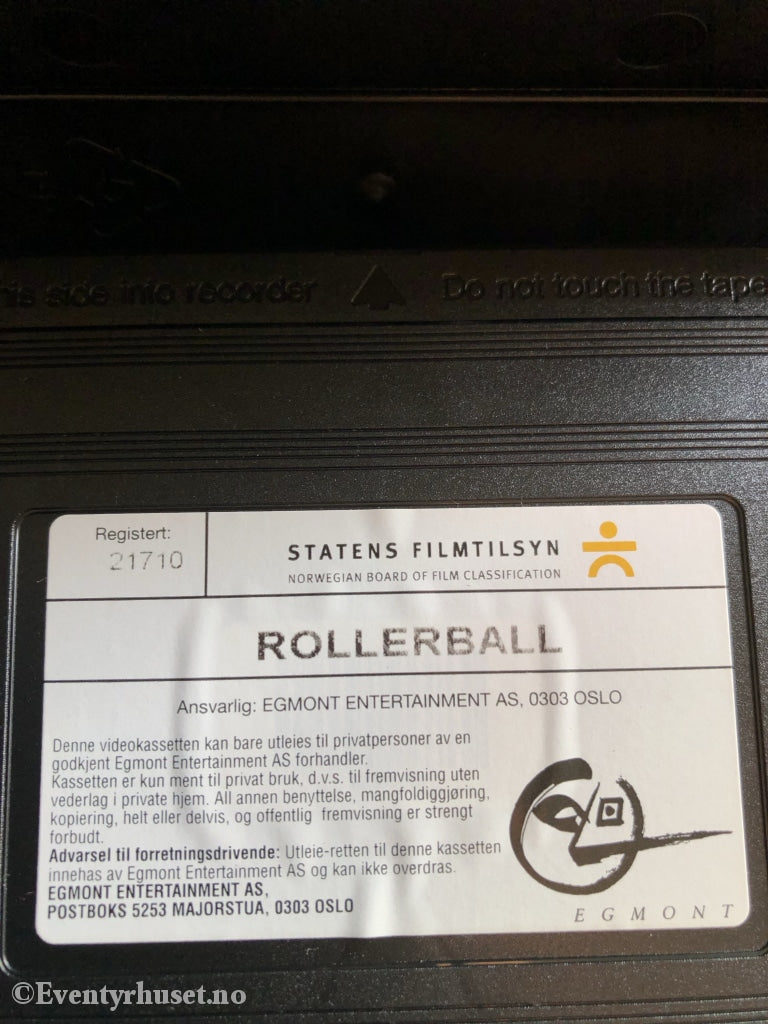 his side into recorder Do not touch the tape
Registert:
21710
STATENS FILMTILSYN
NORWEGIAN BOARD OF FILM CLASSIFICATION
ROLLERBALL
Ansvarlig: EGMONT ENTERTAINMENT AS, 0303 OSLO
Denne videokassetten kan bare utleies til privatpersoner av en
godkjent Egmont Entertainment AS forhandler.
Kassetten er kun ment til privat bruk, d.v.s. til fremvisning uten
vederlag i private hjem. All annen benyttelse, mangfoldiggjøring,
kopiering, helt eller delvis, og offentlig fremvisning er strengt
forbudt.
Advarsel til forretningsdrivende: Utleie-retten til denne kassetten
innehas av Egmont Entertainment AS og kan ikke overdras.
EGMONT ENTERTAINMENT AS,
POSTBOKS 5253 MAJORSTUA, 0303 OSLO
EGMONT
©Eventyrhuset.no